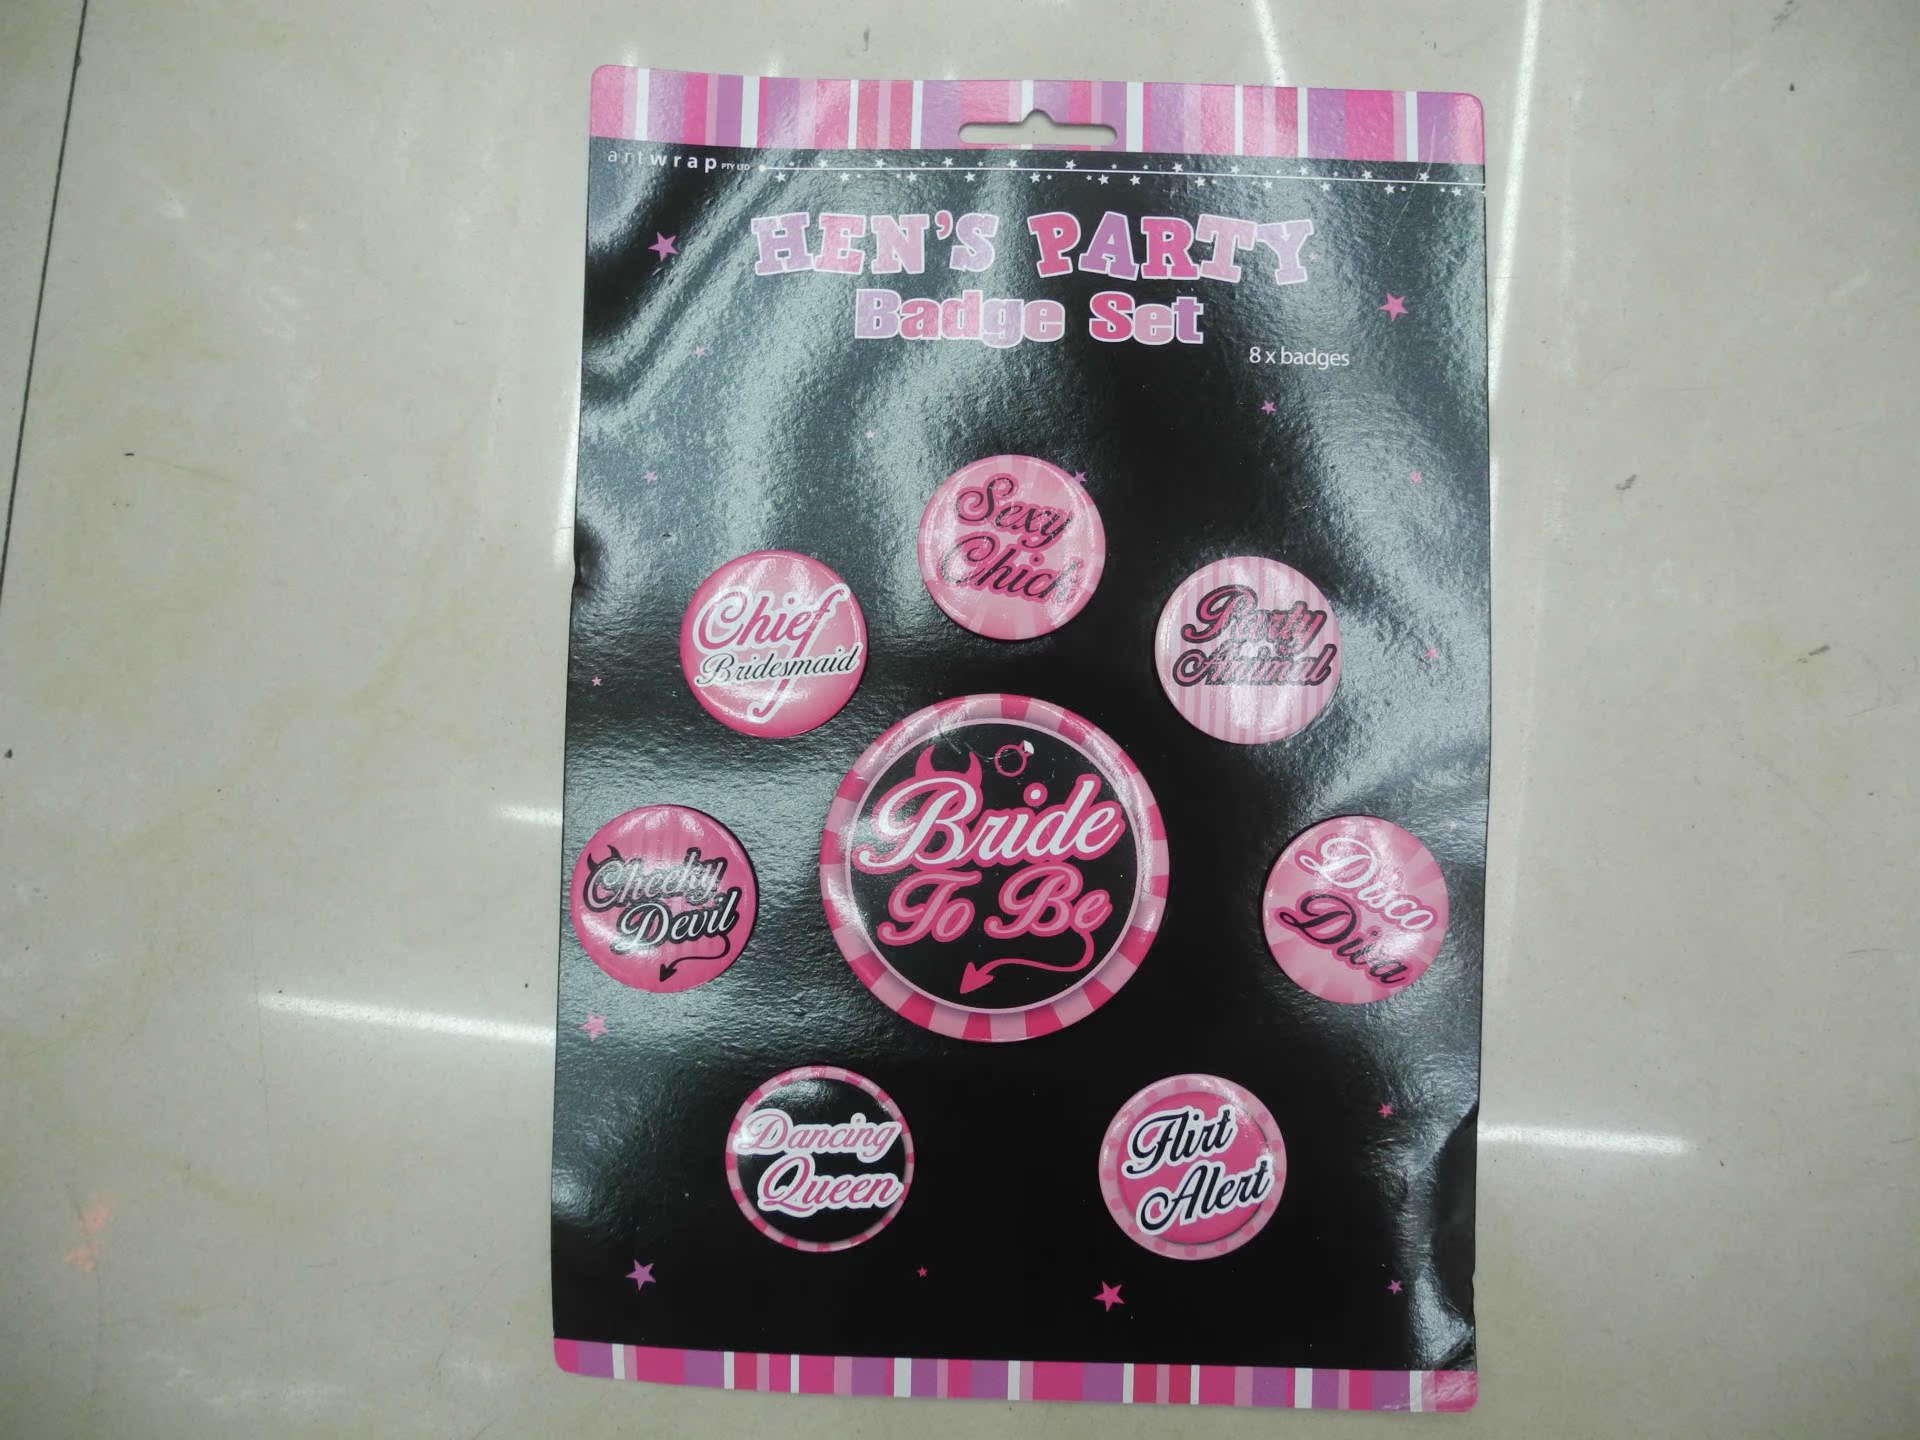 artwrap PTY LTD
HEN'S PARTY
Badge Set
8 x badges
Sexy
Chick
Chief
Bridesmaid
Party
Animal
Bride
To Be
Cheeky
Devil
Disco
Diva
Dancing
Queen
Flirt
Alert